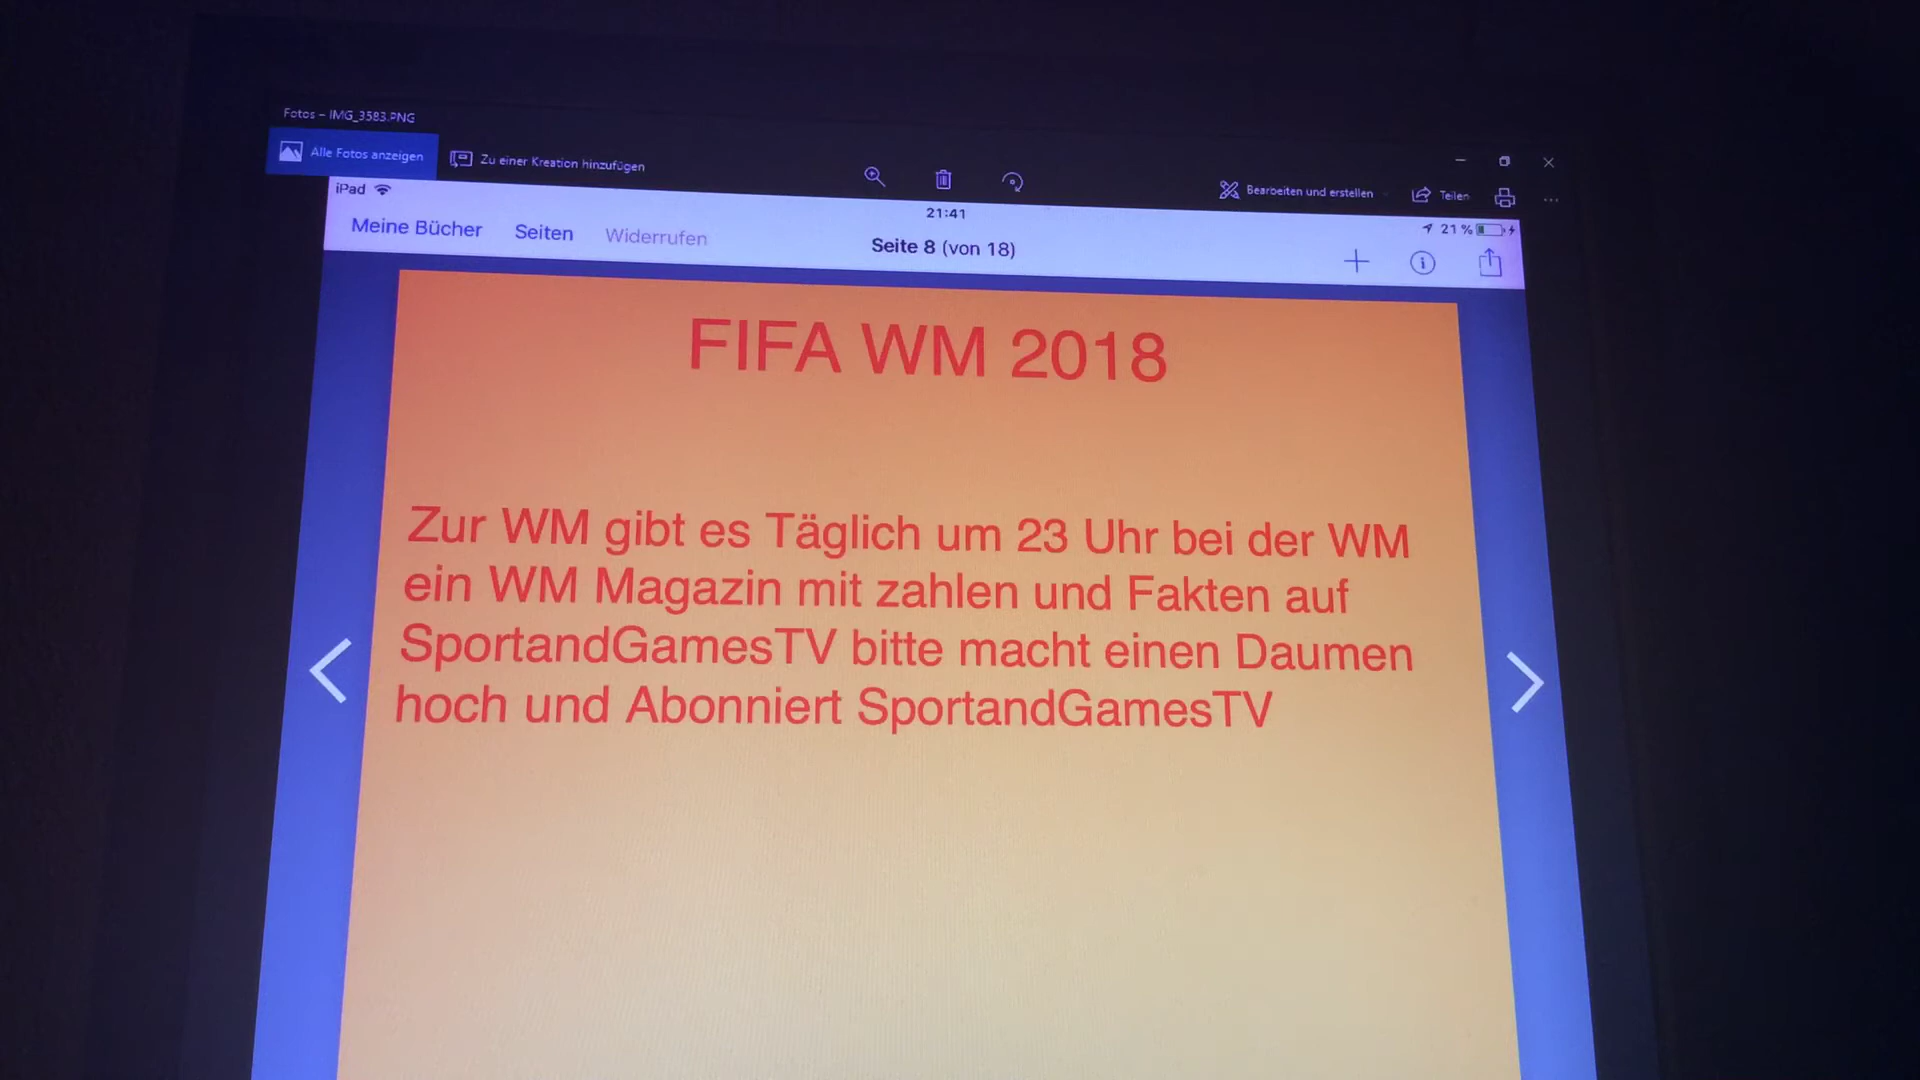 Fotos – IMG_3583.PNG
Alle Fotos anzeigen
Zu einer Kreation hinzufügen
Bearbeiten und erstellen
Teilen
iPad
21:41
21 %
Meine Bücher
Seiten
Widerrufen
Seite 8 (von 18)
FIFA WM 2018
Zur WM gibt es Täglich um 23 Uhr bei der WM
ein WM Magazin mit zahlen und Fakten auf
SportandGamesTV bitte macht einen Daumen
hoch und Abonniert SportandGamesTV